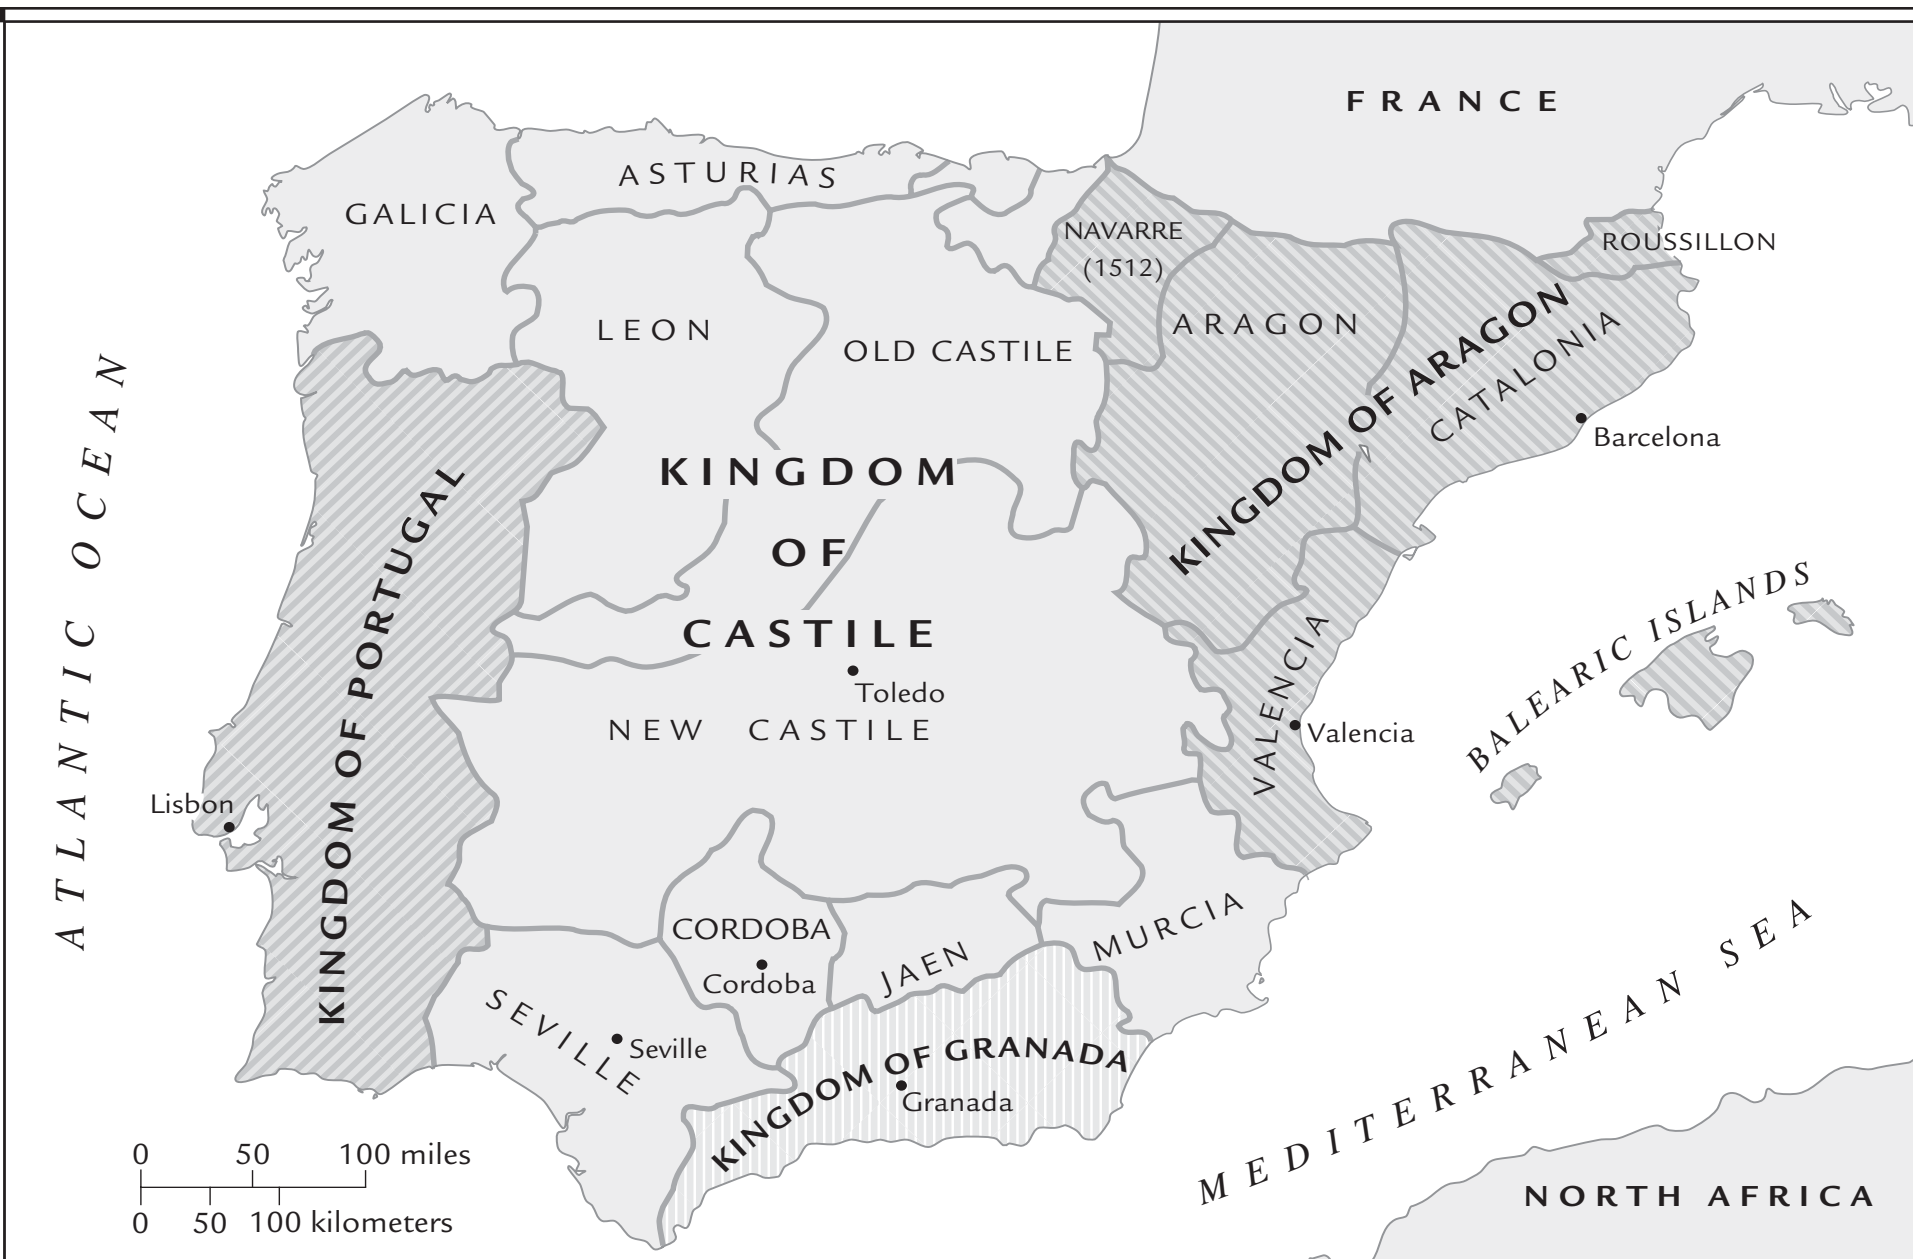 FRANCE
ASTURIAS
GALICIA
NAVARRE
(1512)
ROUSSILLON
LEON
ARAGON
OLD CASTILE
KINGDOM OF ARAGON
CATALONIA
Barcelona
ATLANTIC OCEAN
KINGDOM
OF
CASTILE
KINGDOM OF PORTUGAL
Toledo
NEW CASTILE
VALENCIA
Valencia
BALEARIC ISLANDS
Lisbon
CORDOBA
Cordoba
JAEN
MURCIA
SEVILLE
Seville
KINGDOM OF GRANADA
Granada
MEDITERRANEAN SEA
NORTH AFRICA
0 50 100 miles
0 50 100 kilometers